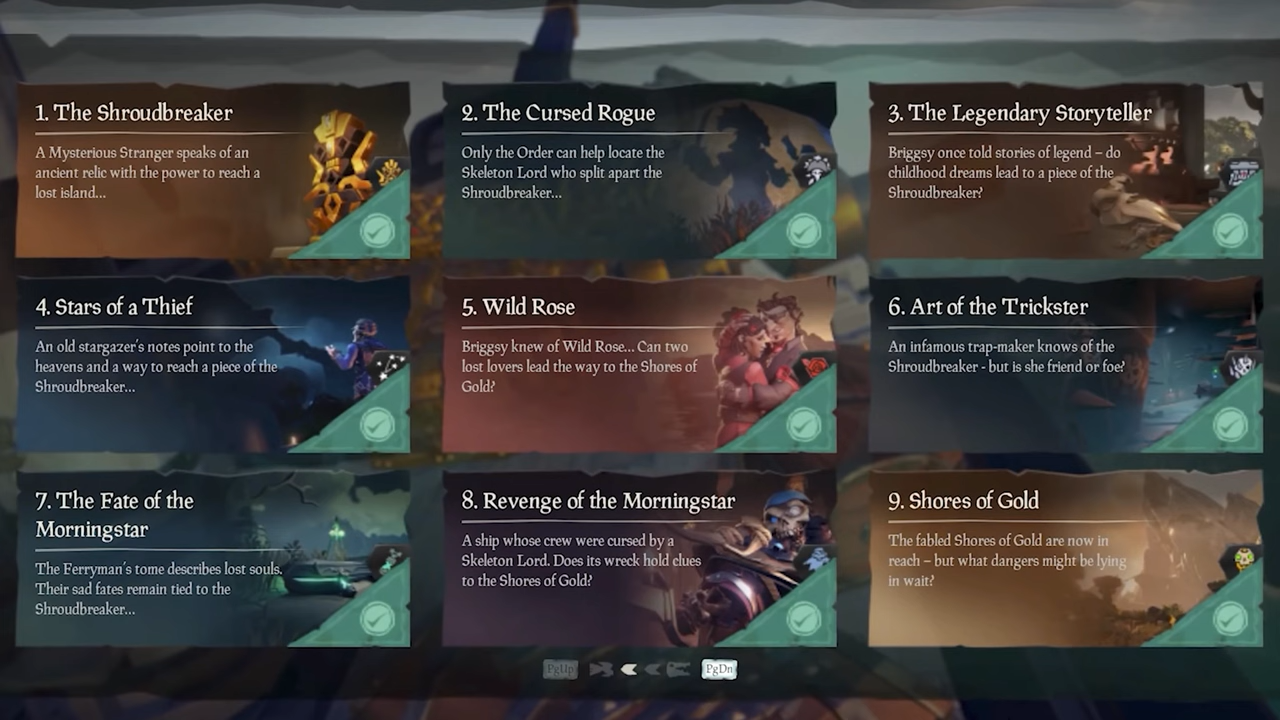 1. The Shroudbreaker
A Mysterious Stranger speaks of an
ancient relic with the power to reach a
lost island...
2. The Cursed Rogue
Only the Order can help locate the
Skeleton Lord who split apart the
Shroudbreaker...
3. The Legendary Storyteller
Briggsy once told stories of legend – do
childhood dreams lead to a piece of the
Shroudbreaker?
4. Stars of a Thief
An old stargazer's notes point to the
heavens and a way to reach a piece of the
Shroudbreaker...
5. Wild Rose
Briggsy knew of Wild Rose... Can two
lost lovers lead the way to the Shores of
Gold?
6. Art of the Trickster
An infamous trap-maker knows of the
Shroudbreaker - but is she friend or foe?
7. The Fate of the
Morningstar
The Ferryman's tome describes lost souls.
Their sad fates remain tied to the
Shroudbreaker...
8. Revenge of the Morningstar
A ship whose crew were cursed by a
Skeleton Lord. Does its wreck hold clues
to the Shores of Gold?
9. Shores of Gold
The fabled Shores of Gold are now in
reach – but what dangers might be lying
in wait?
PgUp PgDn